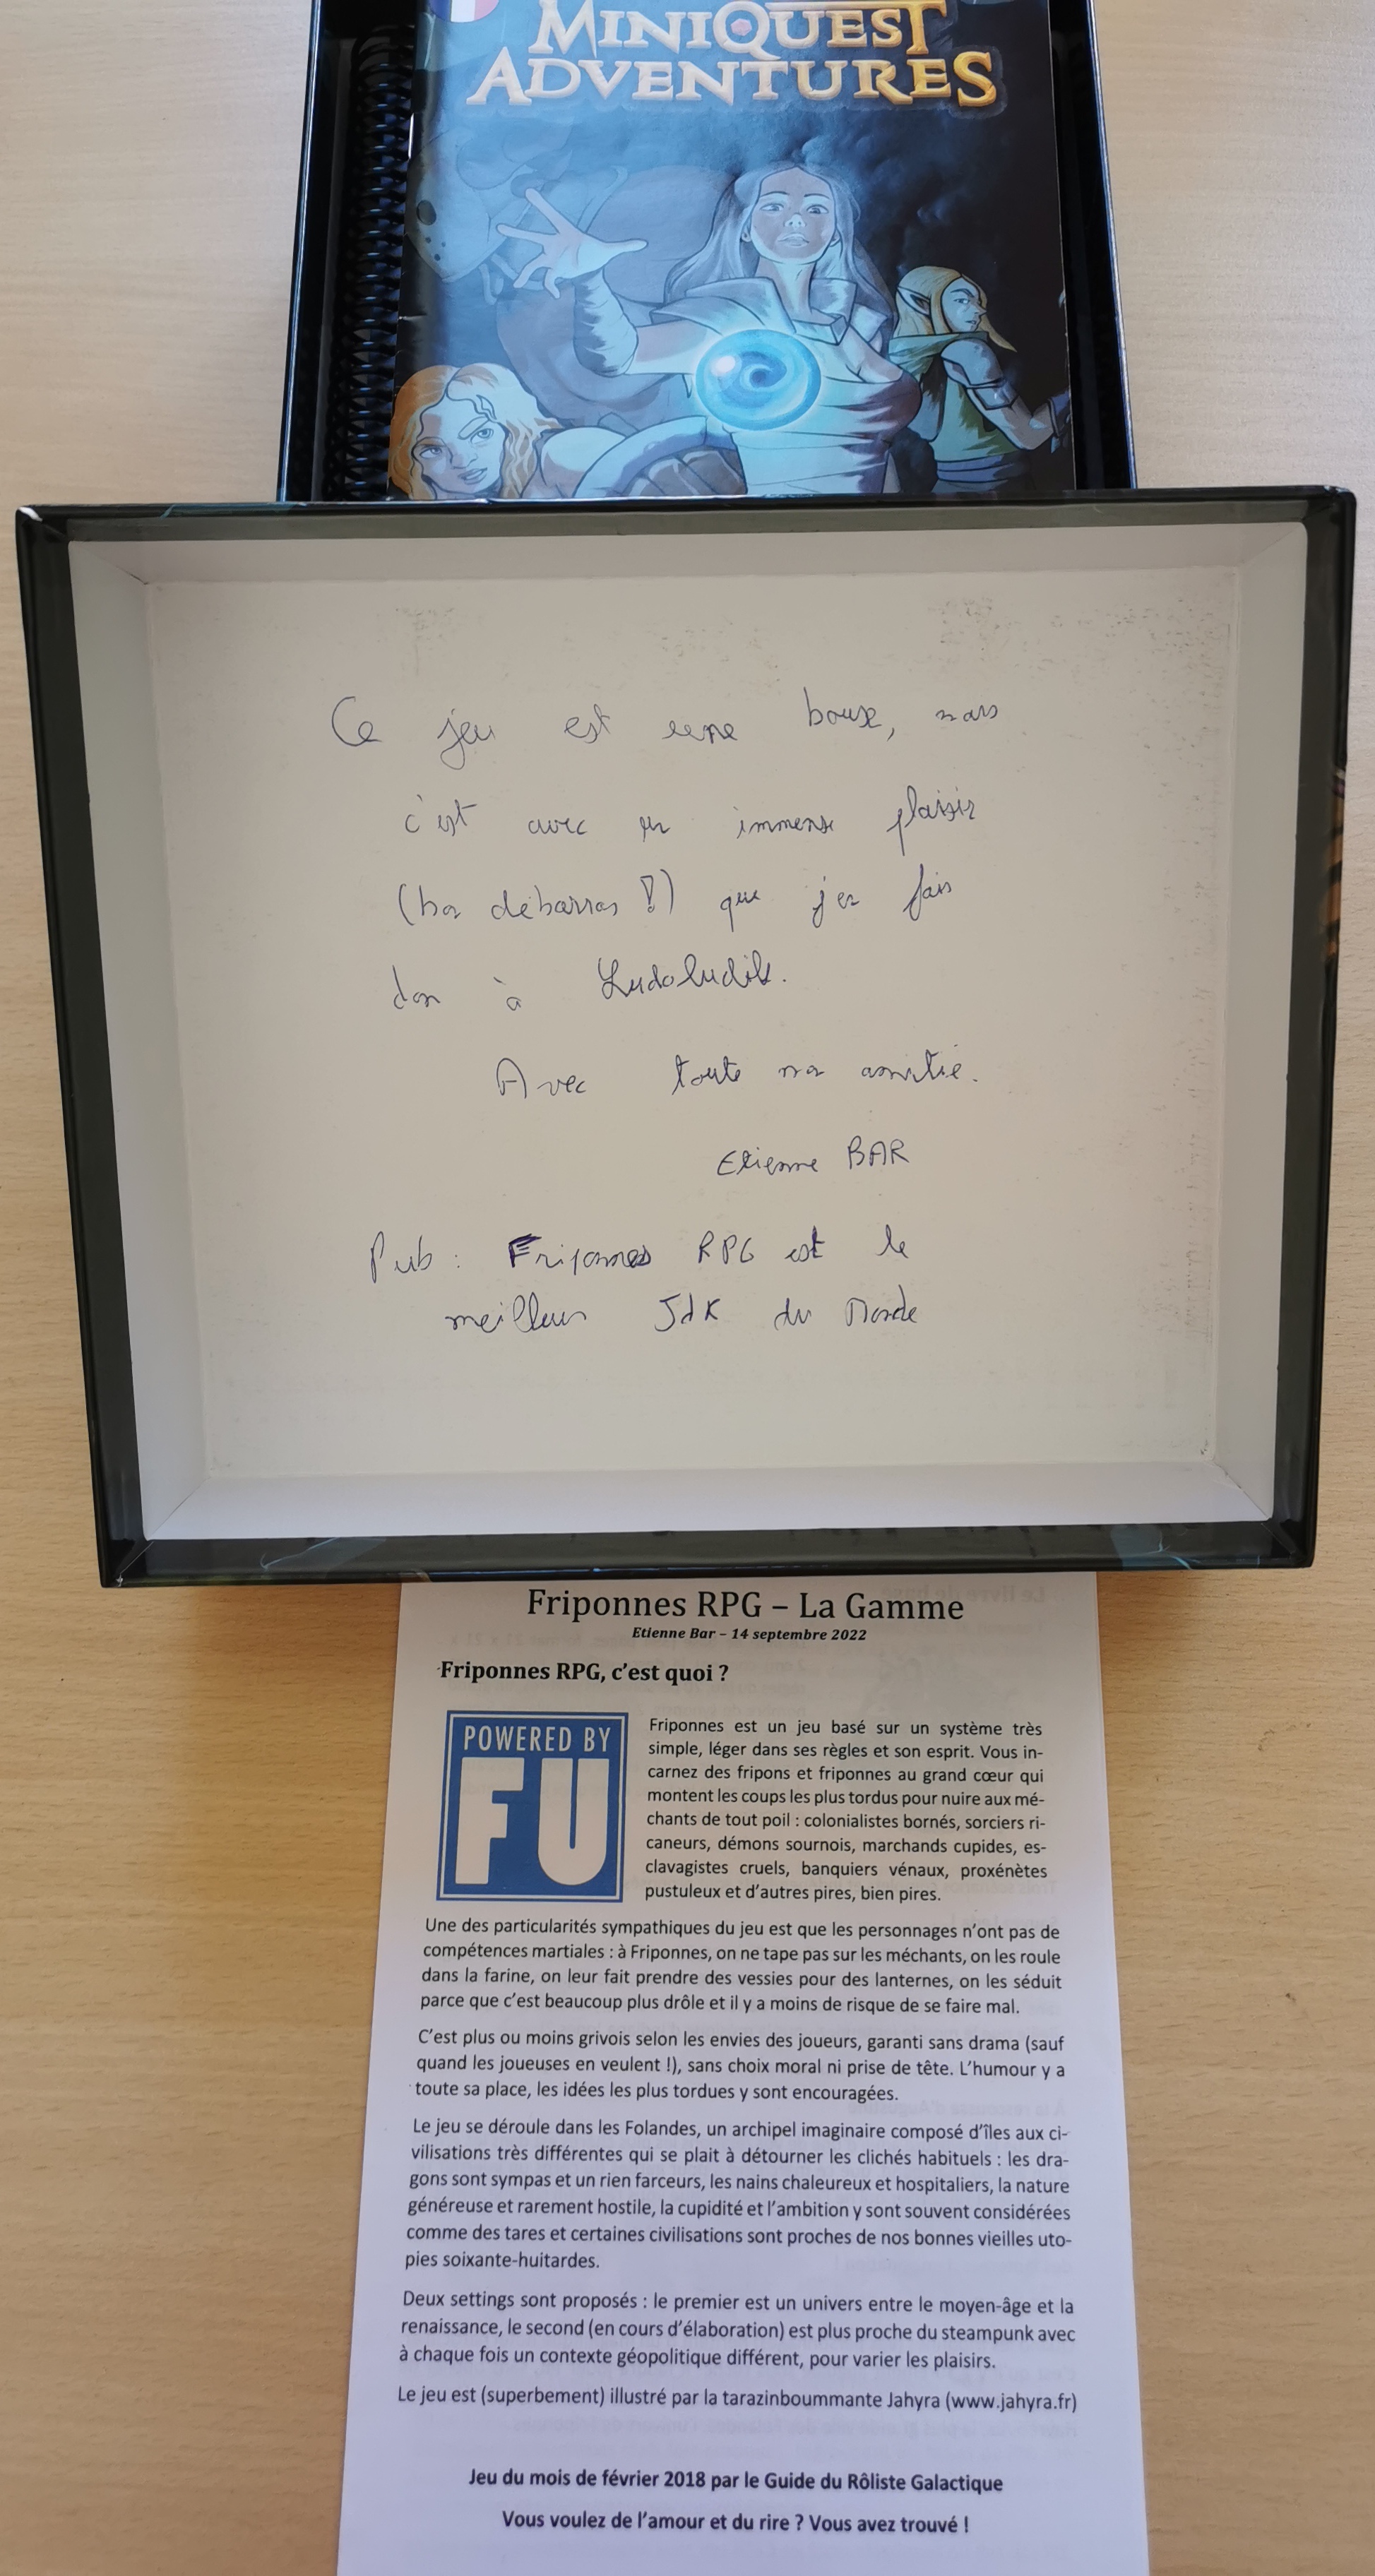 MINIQUEST
ADVENTURES
Ce jeu est une bouse, mais
c'est avec un immense plaisir
(bon débarras !) que j'en fais
don à Ludoludik.
Avec toute mon amitié.
Etienne BAR
Pub : Friponnes RPG est le
meilleur JdR du Monde
Friponnes RPG – La Gamme
Etienne Bar – 14 septembre 2022
Friponnes RPG, c'est quoi ?
POWERED BY
FU
Friponnes est un jeu basé sur un système très
simple, léger dans ses règles et son esprit. Vous in-
carnez des fripons et friponnes au grand cœur qui
montent les coups les plus tordus pour nuire aux mé-
chants de tout poil : colonialistes bornés, sorciers ri-
caneurs, démons sournois, marchands cupides, es-
clavagistes cruels, banquiers vénaux, proxénètes
pustuleux et d'autres pires, bien pires.
Une des particularités sympathiques du jeu est que les personnages n'ont pas de
compétences martiales : à Friponnes, on ne tape pas sur les méchants, on les roule
dans la farine, on leur fait prendre des vessies pour des lanternes, on les séduit
parce que c'est beaucoup plus drôle et il y a moins de risque de se faire mal.
C'est plus ou moins grivois selon les envies des joueurs, garanti sans drama (sauf
quand les joueuses en veulent !), sans choix moral ni prise de tête. L'humour y a
toute sa place, les idées les plus tordues y sont encouragées.
Le jeu se déroule dans les Folandes, un archipel imaginaire composé d'îles aux ci-
vilisations très différentes qui se plait à détourner les clichés habituels : les dra-
gons sont sympas et un rien farceurs, les nains chaleureux et hospitaliers, la nature
généreuse et rarement hostile, la cupidité et l'ambition y sont souvent considérées
comme des tares et certaines civilisations sont proches de nos bonnes vieilles uto-
pies soixante-huitardes.
Deux settings sont proposés : le premier est un univers entre le moyen-âge et la
renaissance, le second (en cours d'élaboration) est plus proche du steampunk avec
à chaque fois un contexte géopolitique différent, pour varier les plaisirs.
Le jeu est (superbement) illustré par la tarazinboummante Jahyra (www.jahyra.fr)
Jeu du mois de février 2018 par le Guide du Rôliste Galactique
Vous voulez de l'amour et du rire ? Vous avez trouvé !